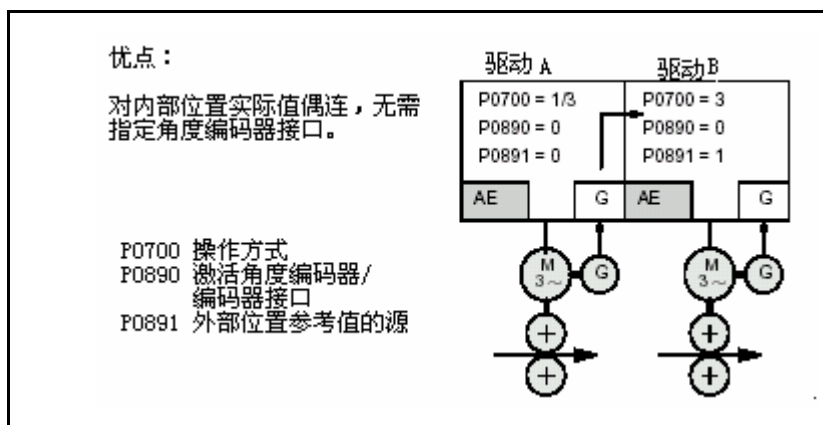 优点：
对内部位置实际值偶连，无需
指定角度编码器接口。
P0700 操作方式
P0890 激活角度编码器/
编码器接口
P0891 外部位置参考值的源
驱动 A
驱动B
P0700 = 1/3
P0890 = 0
P0891 = 0
P0700 = 3
P0890 = 0
P0891 = 1
AE
G
AE
G
M
3~
G
M
3~
G